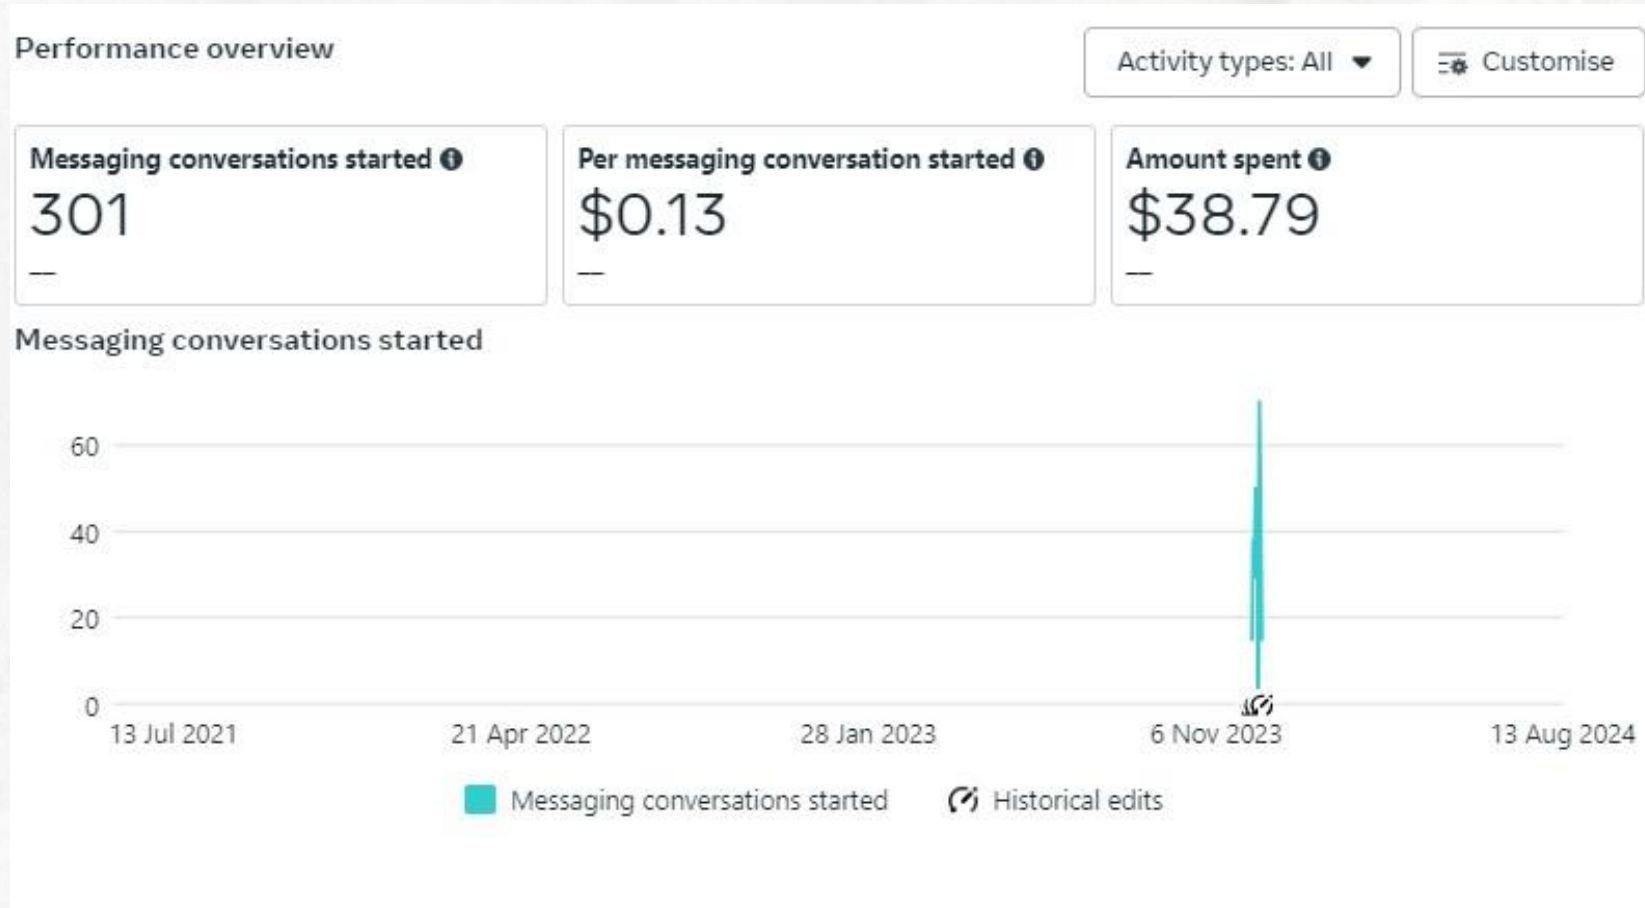 Performance overview
Activity types: All
Customise
Messaging conversations started
301
—
Per messaging conversation started
$0.13
—
Amount spent
$38.79
—
Messaging conversations started
60
40
20
0
13 Jul 2021
21 Apr 2022
28 Jan 2023
6 Nov 2023
13 Aug 2024
Messaging conversations started
Historical edits